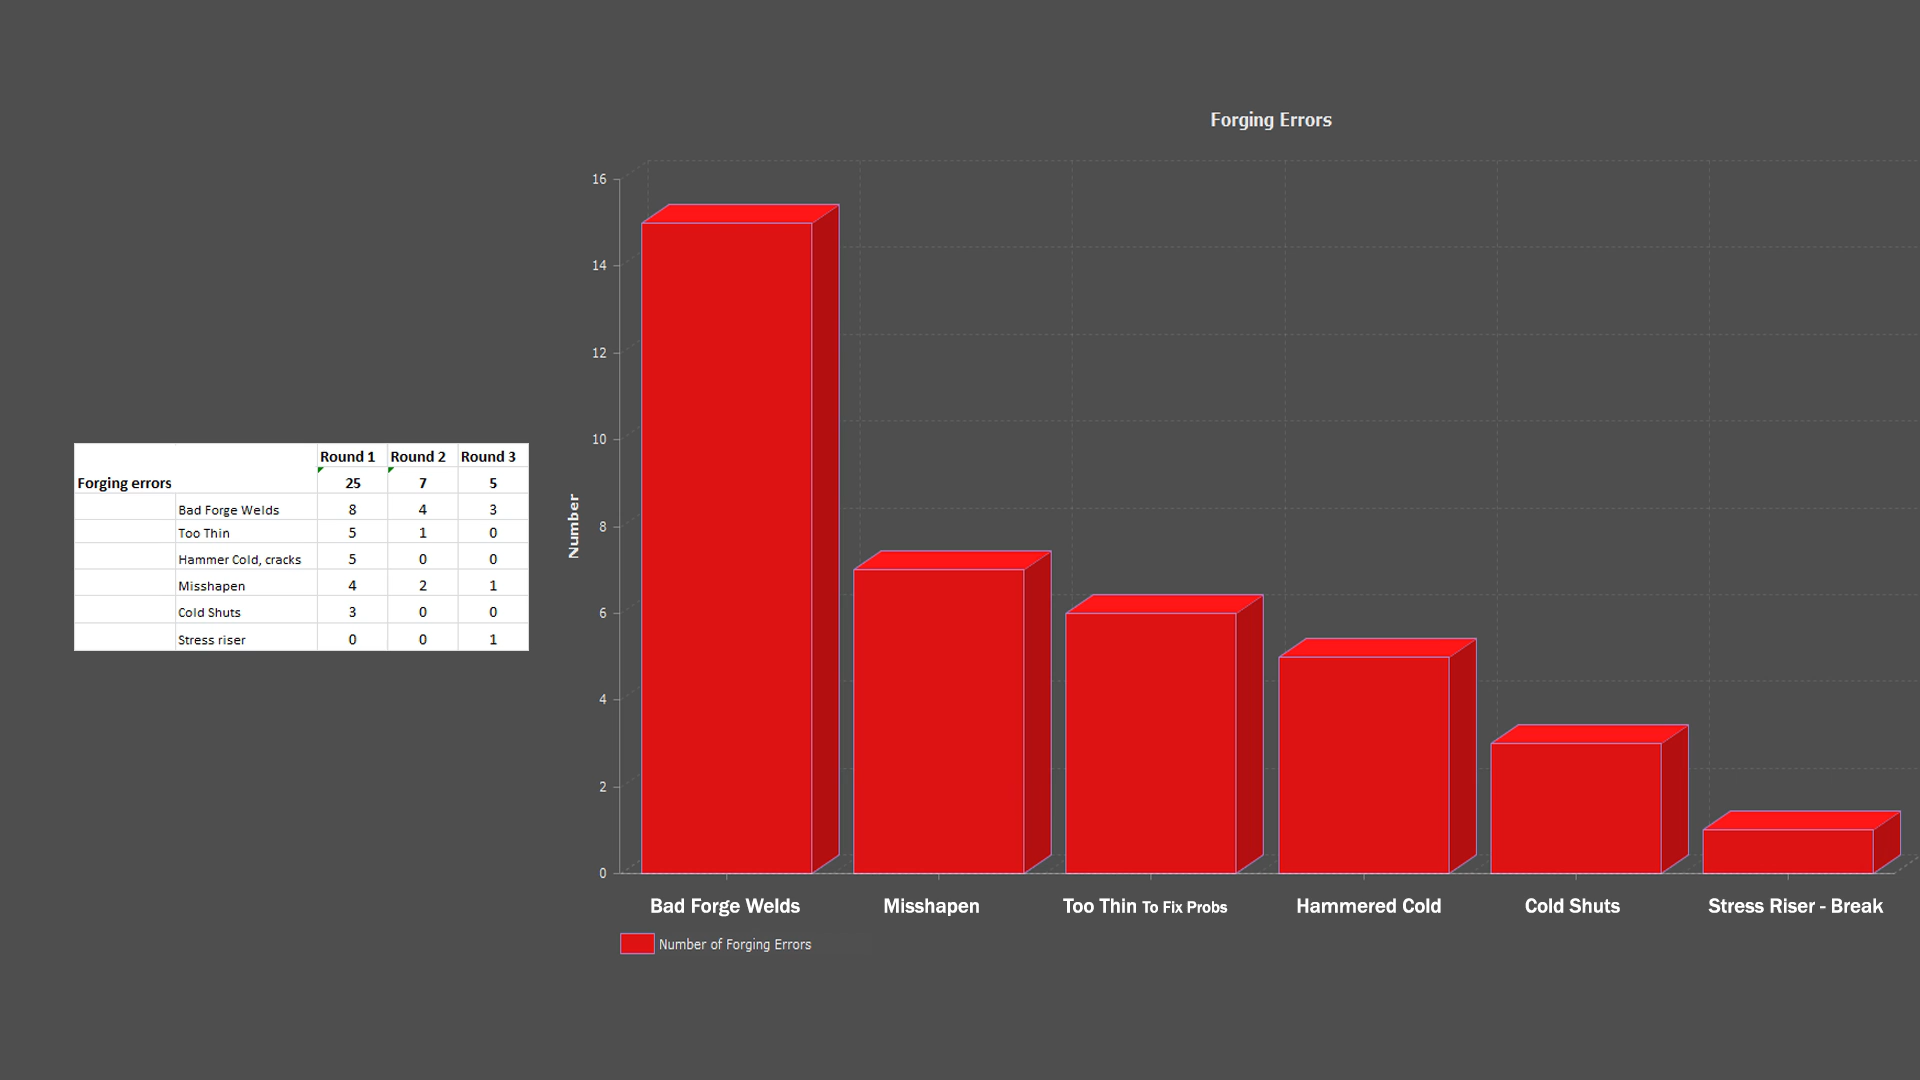 Round 1 Round 2 Round 3
Forging errors 25 7 5
Bad Forge Welds 8 4 3
Too Thin 5 1 0
Hammer Cold, cracks 5 0 0
Misshapen 4 2 1
Cold Shuts 3 0 0
Stress riser 0 0 1
Forging Errors
Number
16
14
12
10
8
6
4
2
0
Bad Forge Welds Misshapen Too Thin To Fix Probs Hammered Cold Cold Shuts Stress Riser - Break
Number of Forging Errors